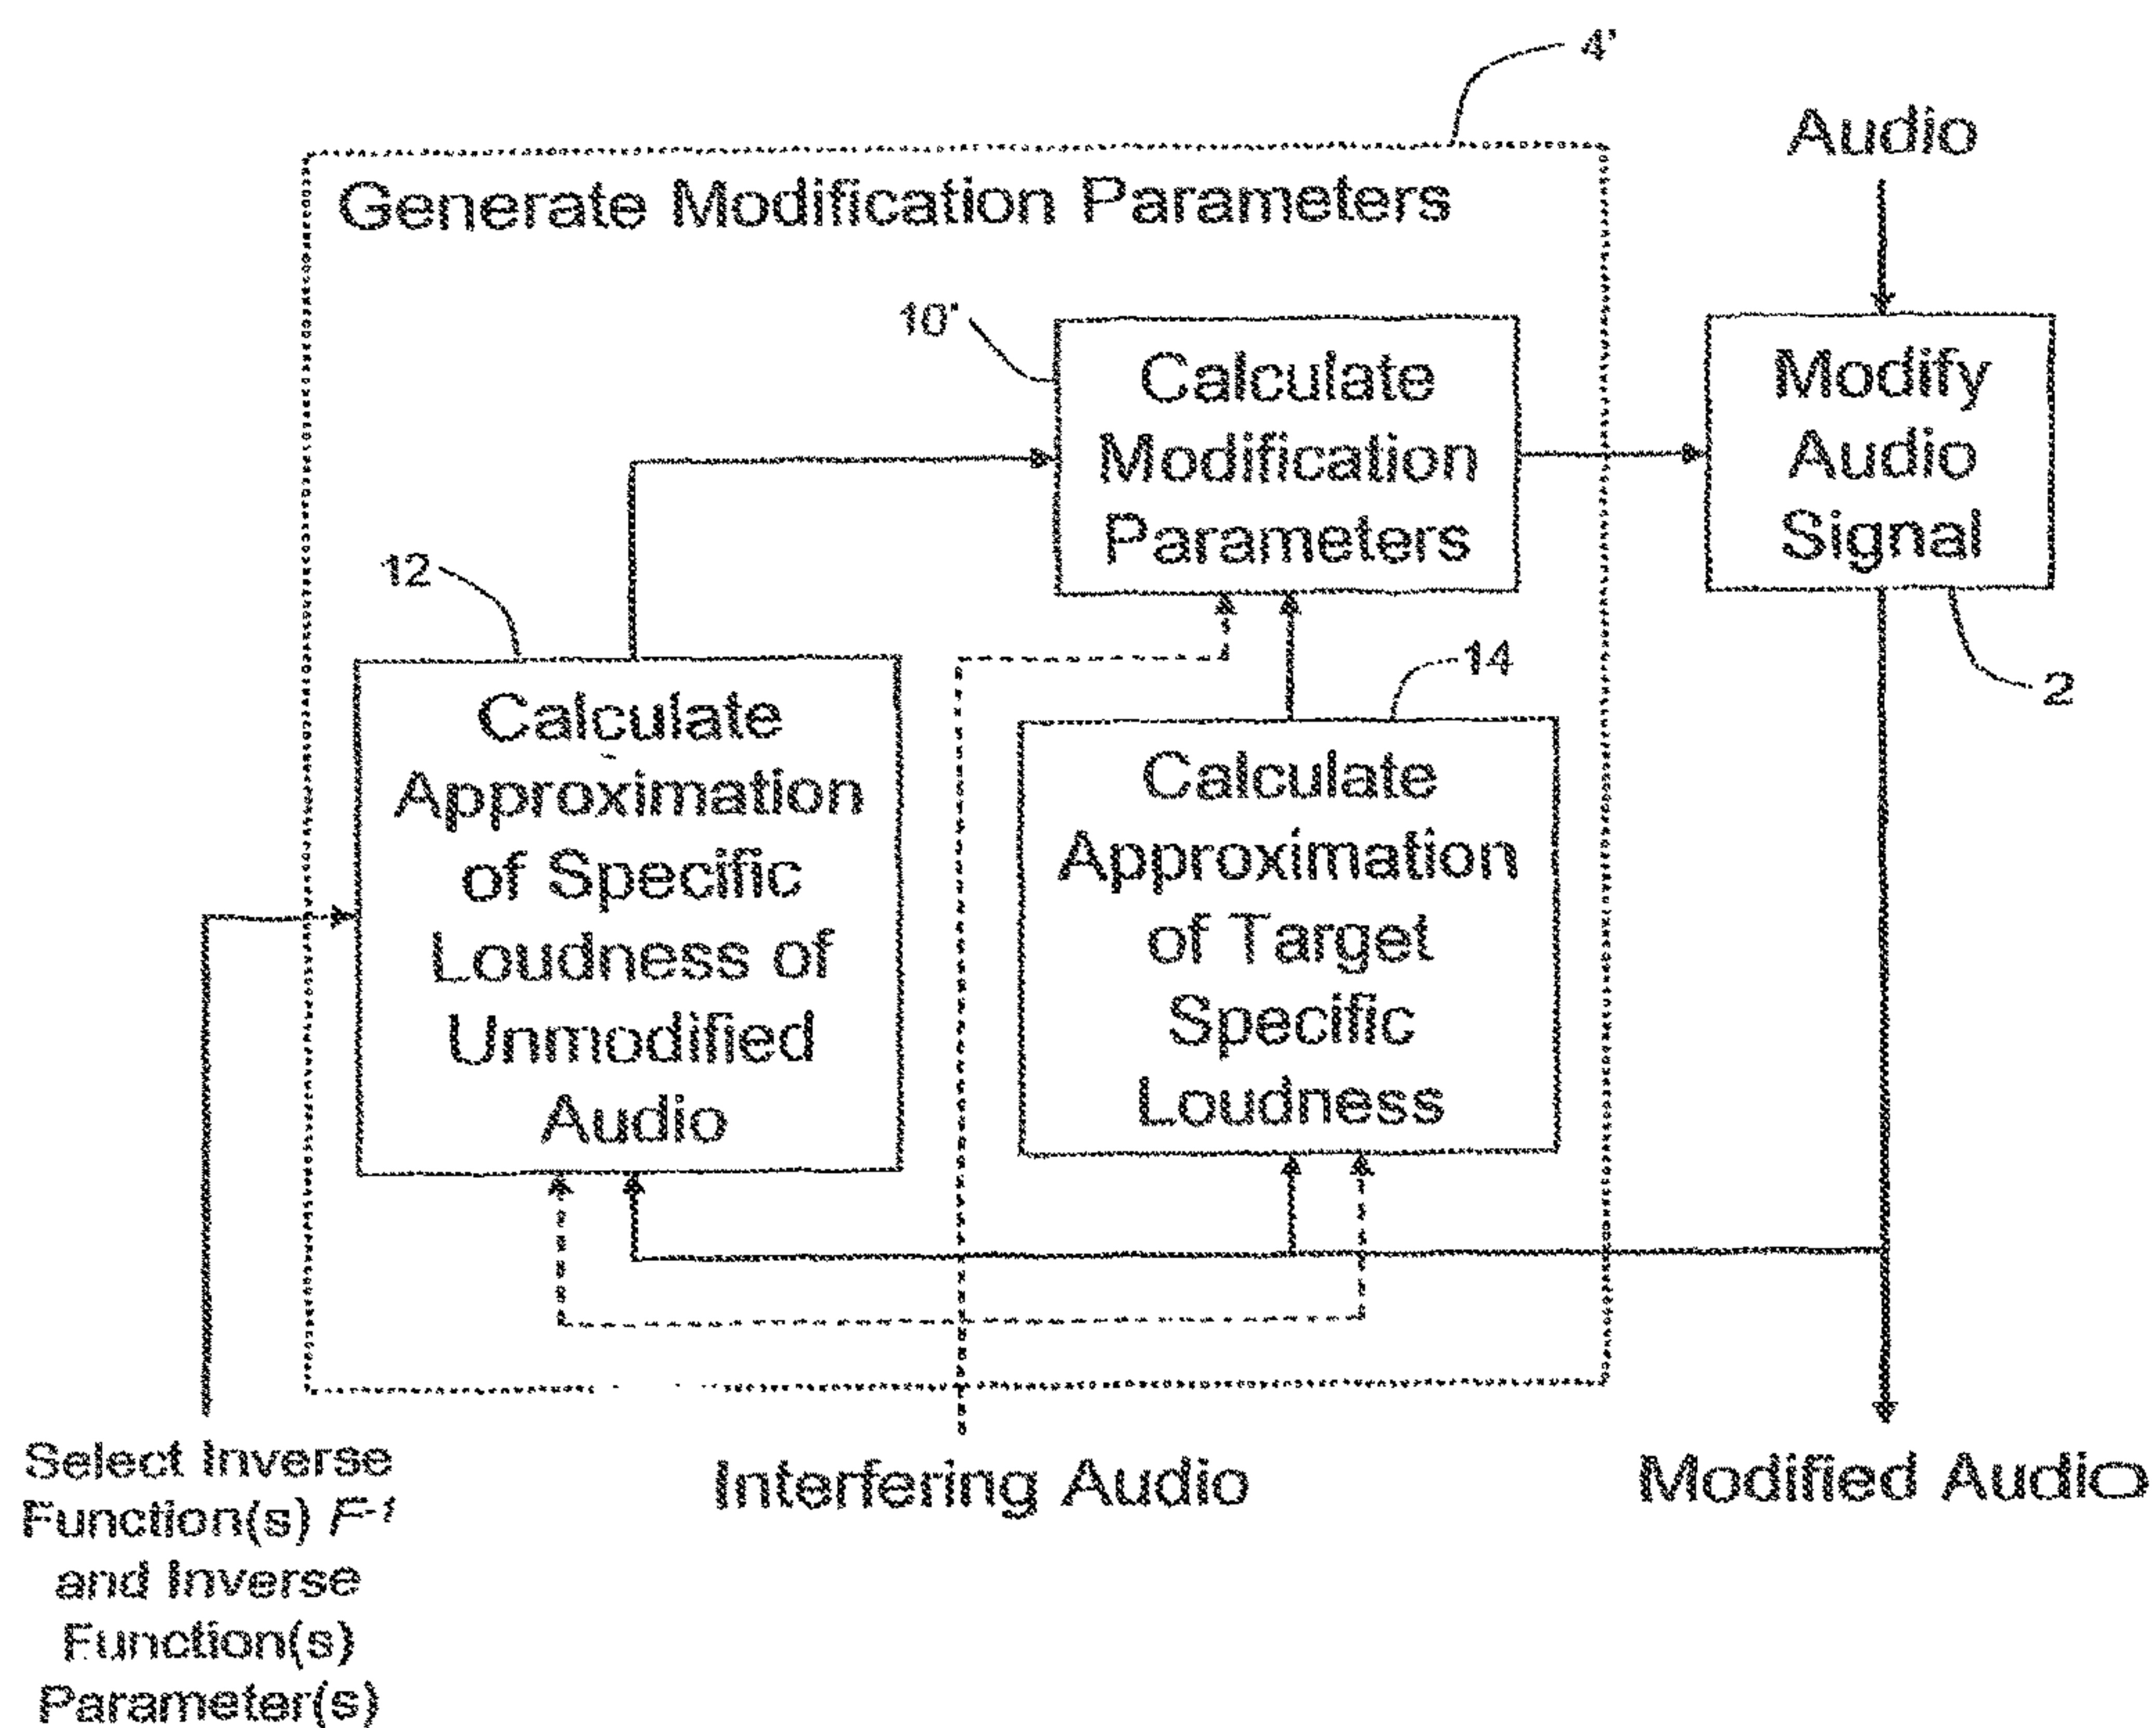 4'
Audio
Generate Modification Parameters
10'
Calculate
Modification
Parameters
Modify
Audio
Signal
12
14
2
Calculate
Approximation
of Specific
Loudness of
Unmodified
Audio
Calculate
Approximation
of Target
Specific
Loudness
Select Inverse
Function(s) F-1
and Inverse
Function(s)
Parameter(s)
Interfering Audio
Modified Audio